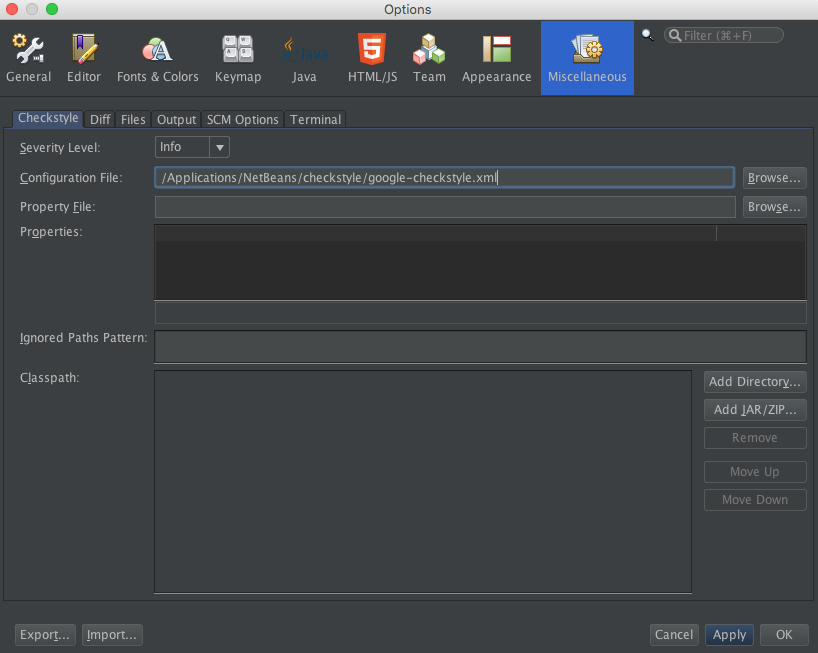 Options
General
Editor
Fonts & Colors
Keymap
Java
Java
HTML/JS
Team
Appearance
Miscellaneous
Filter (⌘+F)
Checkstyle
Diff
Files
Output
SCM Options
Terminal
Severity Level:
Info
Configuration File:
/Applications/NetBeans/checkstyle/google-checkstyle.xml
Browse...
Property File:
Browse...
Properties:
Ignored Paths Pattern:
Classpath:
Add Directory...
Add JAR/ZIP...
Remove
Move Up
Move Down
Export...
Import...
Cancel
Apply
OK